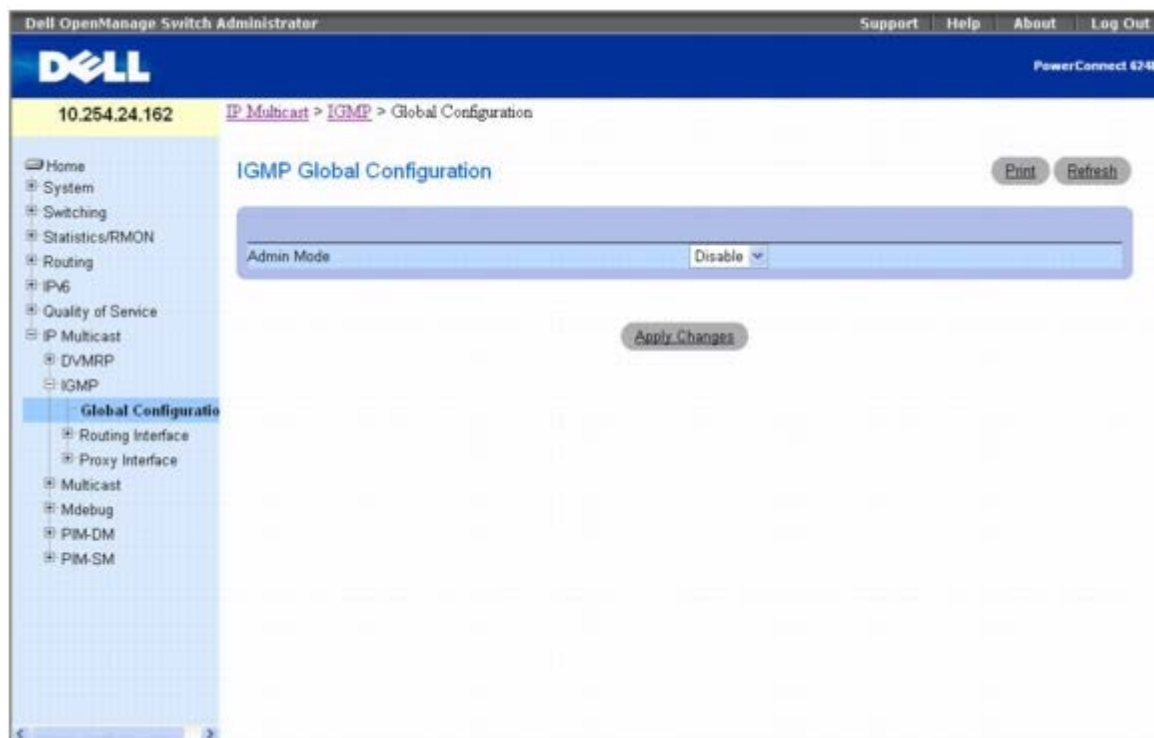 Dell OpenManage Switch Administrator Support Help About Log Out
DELL
PowerConnect 6248
10.254.24.162
IP Multicast > IGMP > Global Configuration
Home
System
Switching
Statistics/RMON
Routing
IPv6
Quality of Service
IP Multicast
DVMRP
IGMP
Global Configuratio
Routing Interface
Proxy Interface
Multicast
Mdebug
PIM-DM
PIM-SM
IGMP Global Configuration
Print Refresh
Admin Mode Disable
Apply Changes